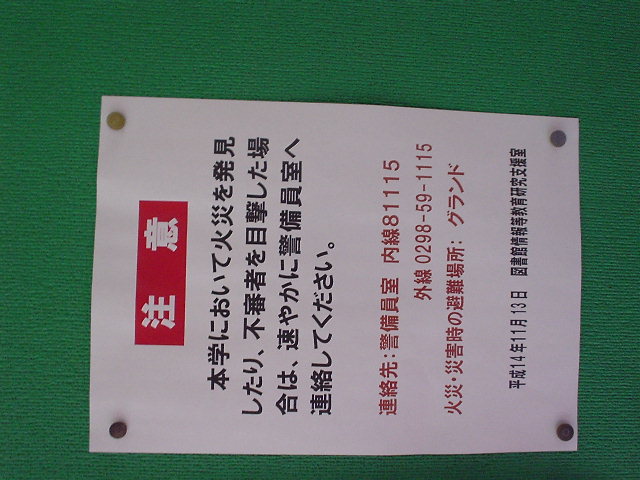 注意
本学において火災を発見
したり、不審者を目撃した場
合は、速やかに警備員室へ
連絡してください。
連絡先：警備員室 内線81115
外線 0298-59-1115
火災・災害時の避難場所： グランド
平成14年11月13日 図書館情報等教育研究支援室